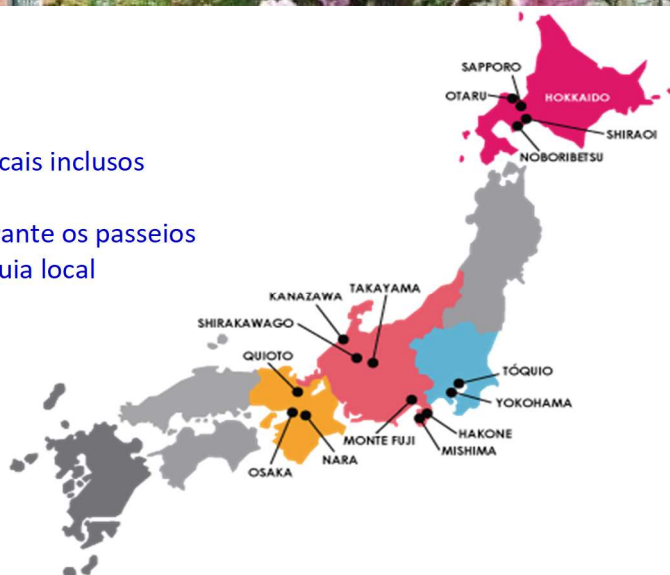 cais inclusos
ante os passeios
uia local
SAPPORO
OTARU
HOKKAIDO
SHIRAOI
NOBORIBETSU
TAKAYAMA
KANAZAWA
SHIRAKAWAGO
QUIOTO
TÓQUIO
YOKOHAMA
HAKONE
MONTE FUJI
MISHIMA
NARA
OSAKA